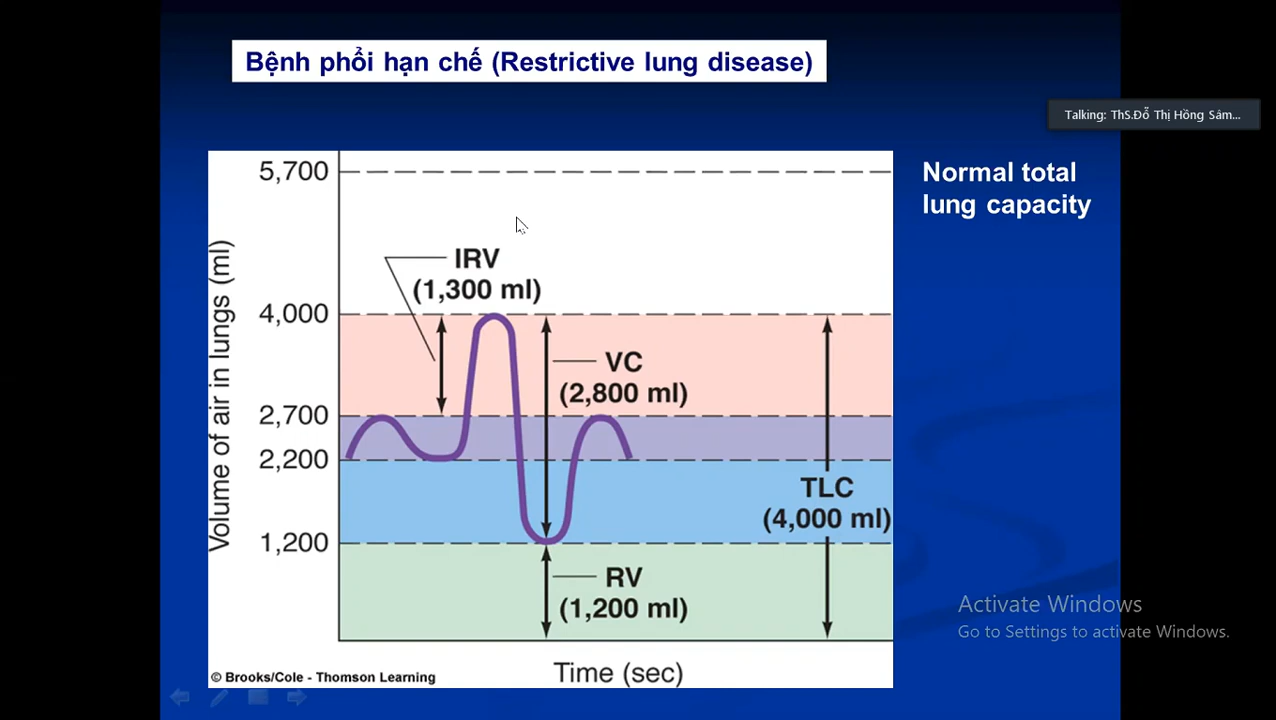 Bệnh phổi hạn chế (Restrictive lung disease)
Talking: ThS.Đỗ Thị Hồng Sâm...
Normal total
lung capacity
5,700
4,000
2,700
2,200
1,200
Volume of air in lungs (ml)
IRV
(1,300 ml)
VC
(2,800 ml)
TLC
(4,000 ml)
RV
(1,200 ml)
Time (sec)
© Brooks/Cole - Thomson Learning
Activate Windows
Go to Settings to activate Windows.